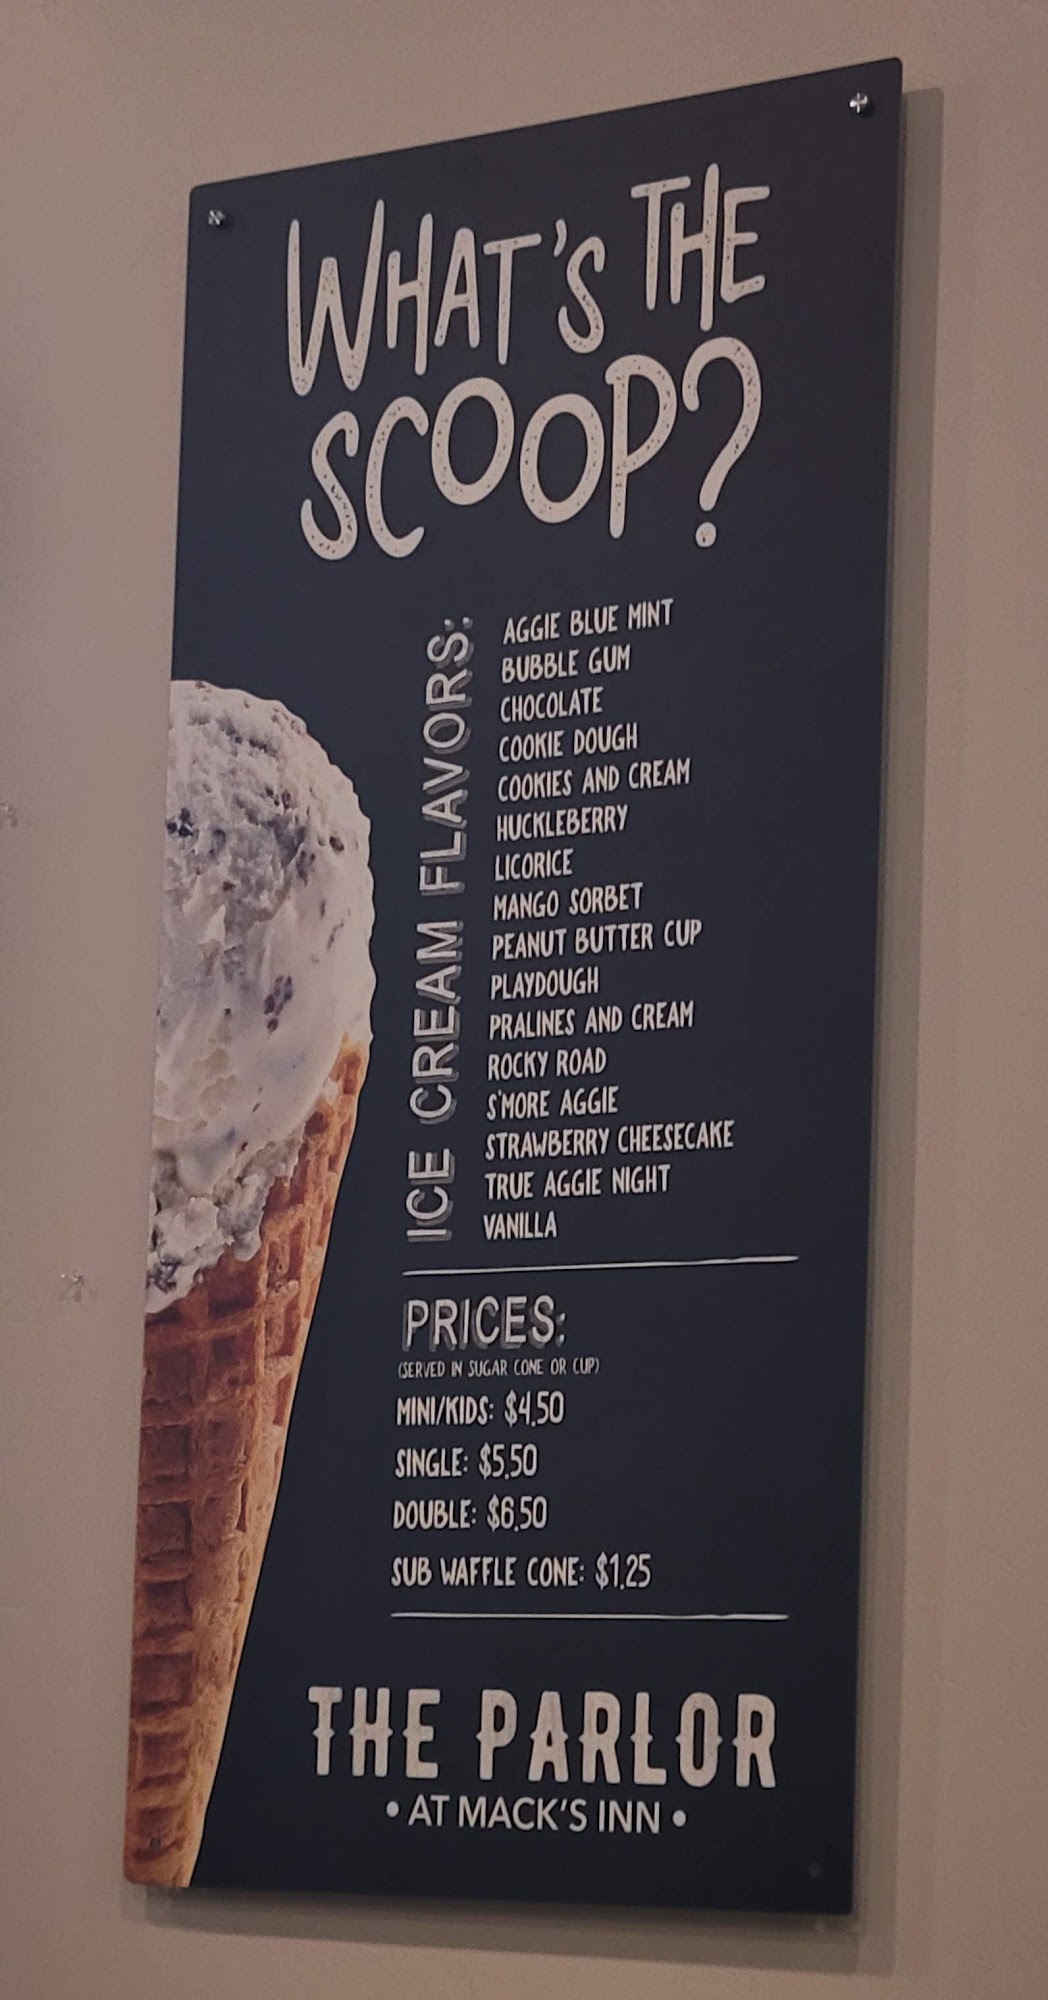 WHAT'S THE
SCOOP?
ICE CREAM FLAVORS:
AGGIE BLUE MINT
BUBBLE GUM
CHOCOLATE
COOKIE DOUGH
COOKIES AND CREAM
HUCKLEBERRY
LICORICE
MANGO SORBET
PEANUT BUTTER CUP
PLAYDOUGH
PRALINES AND CREAM
ROCKY ROAD
S'MORE AGGIE
STRAWBERRY CHEESECAKE
TRUE AGGIE NIGHT
VANILLA
PRICES:
(SERVED IN SUGAR CONE OR CUP)
MINI/KIDS: $4.50
SINGLE: $5.50
DOUBLE: $6.50
SUB WAFFLE CONE: $1.25
THE PARLOR
• AT MACK'S INN •